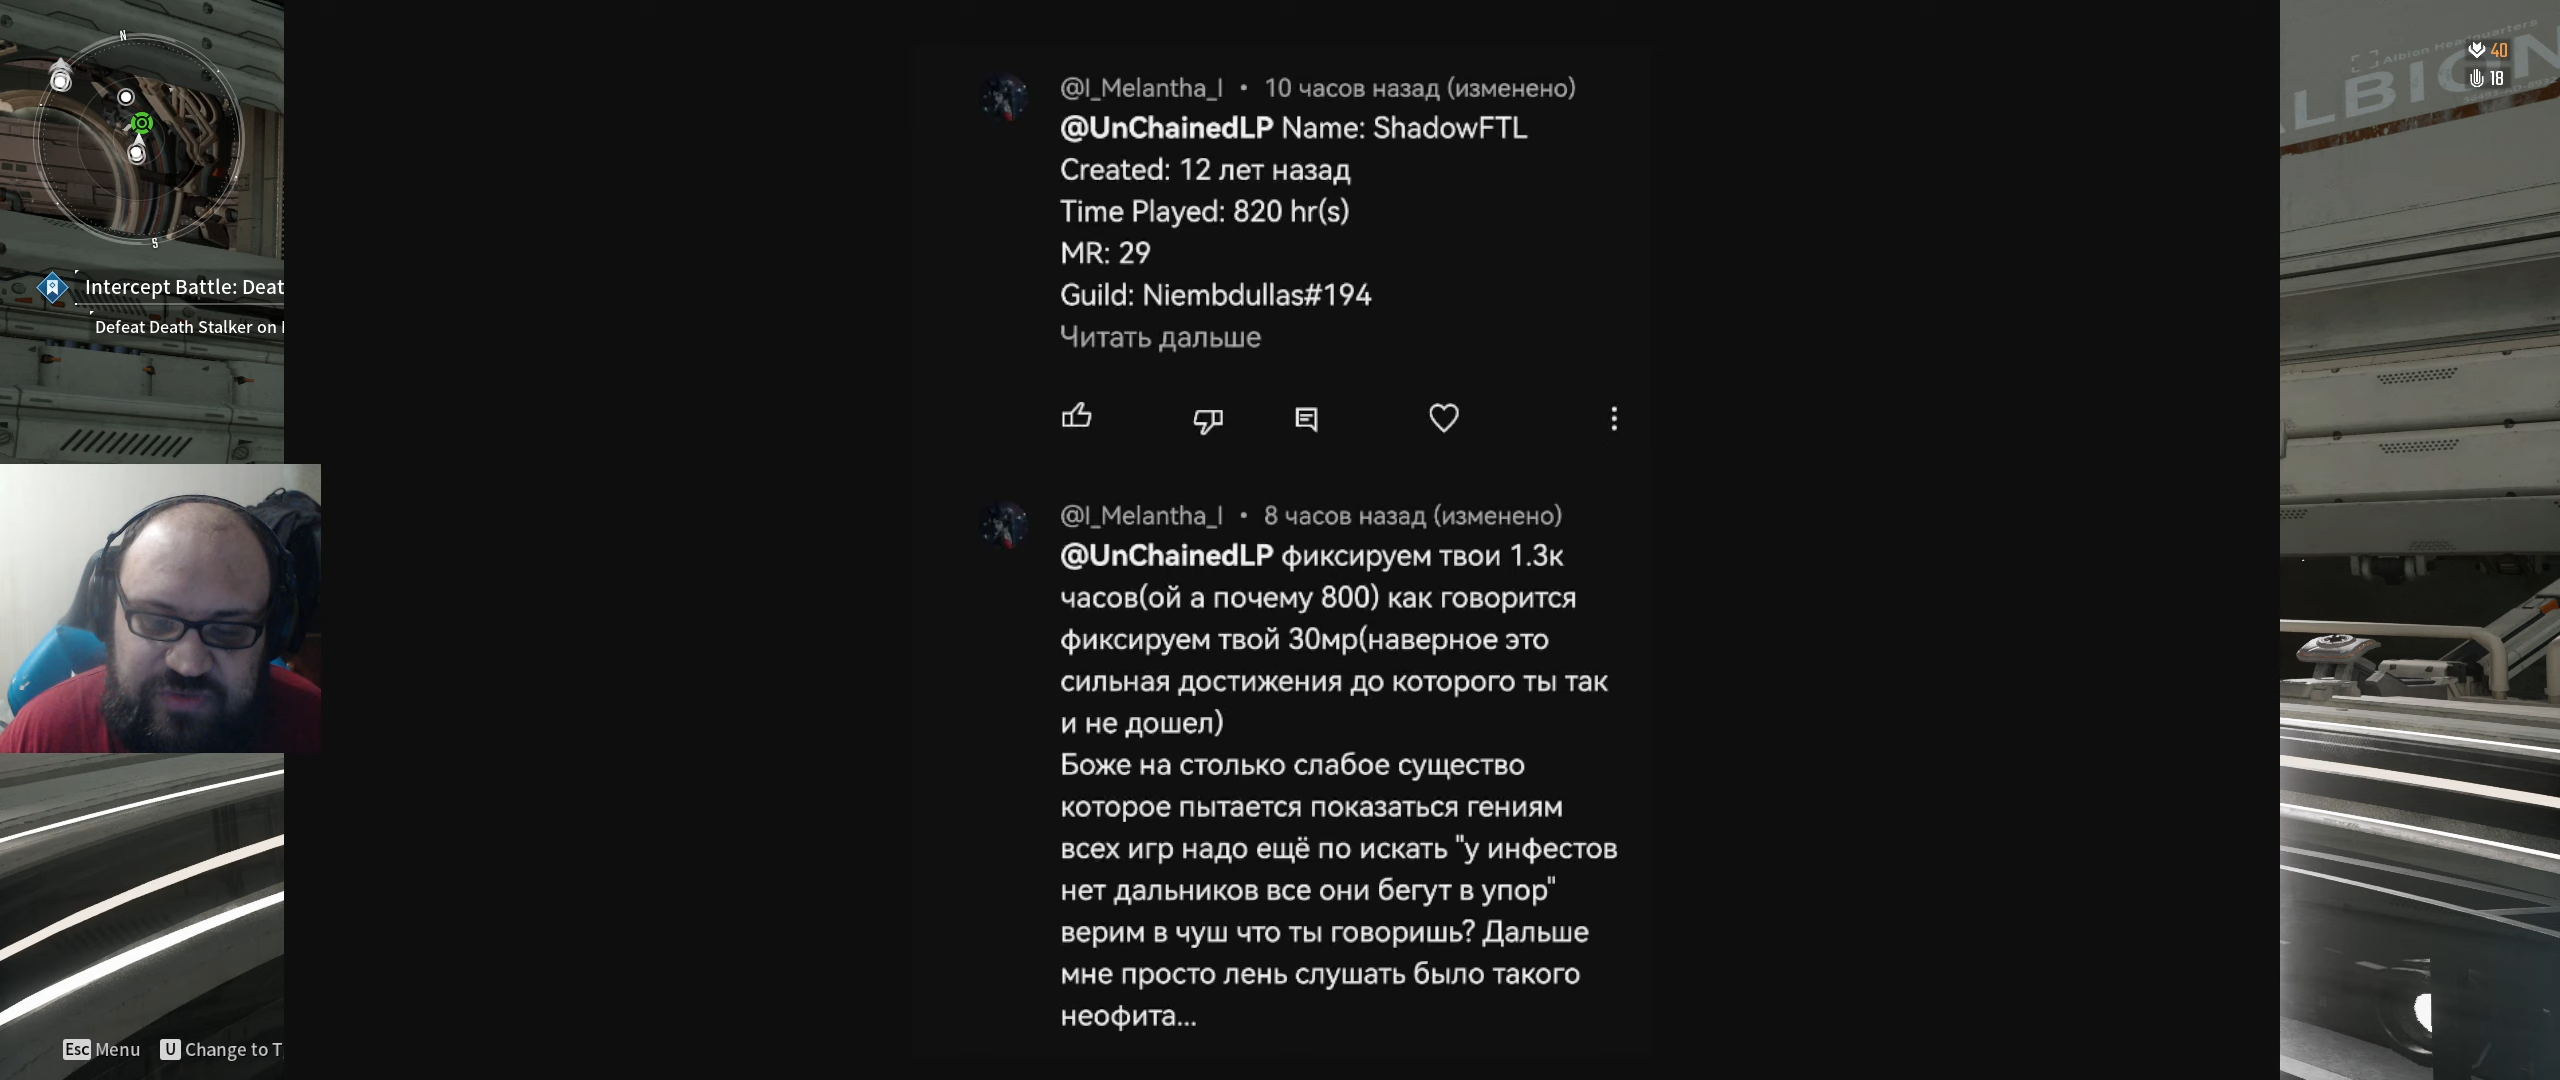 N
S
Intercept Battle: Deat
Defeat Death Stalker on
Esc Menu U Change to T
@I_Melantha_I • 10 часов назад (изменено)
@UnChainedLP Name: ShadowFTL
Created: 12 лет назад
Time Played: 820 hr(s)
MR: 29
Guild: Niembdullas#194
Читать дальше
@I_Melantha_I • 8 часов назад (изменено)
@UnChainedLP фиксируем твои 1.3к
часов(ой а почему 800) как говорится
фиксируем твой 30мр(наверное это
сильная достижения до которого ты так
и не дошел)
Боже на столько слабое существо
которое пытается показаться гениям
всех игр надо ещё по искать "у инфестов
нет дальников все они бегут в упор"
верим в чуш что ты говоришь? Дальше
мне просто лень слушать было такого
неофита...
40
18
Albion Headquarters